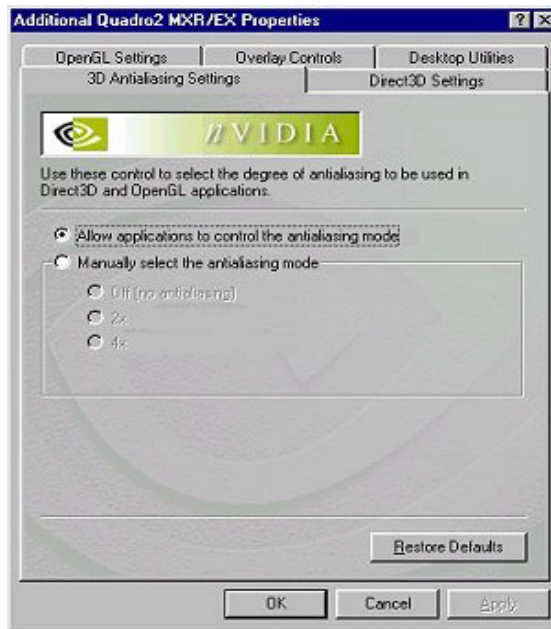 Additional Quadro2 MXR/EX Properties
OpenGL Settings Overlay Controls Desktop Utilities
3D Antialiasing Settings Direct3D Settings
nVIDIA
Use these control to select the degree of antialiasing to be used in
Direct3D and OpenGL applications.
Allow applications to control the antialiasing mode
Manually select the antialiasing mode
Off (no antialiasing)
2x
4x
Restore Defaults
OK Cancel Apply